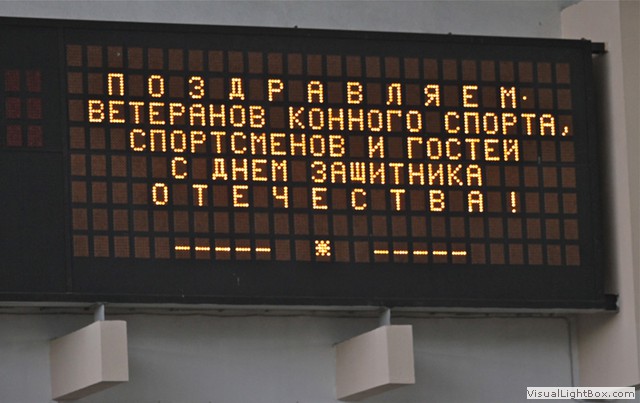 П О З Д Р А В Л Я Е М.
ВЕТЕРАНОВ КОННОГО СПОРТА,
СПОРТСМЕНОВ И ГОСТЕЙ
С ДНЕМ ЗАЩИТНИКА
О Т Е Ч Е С Т В А !
----- * -----
VisualLightBox.com